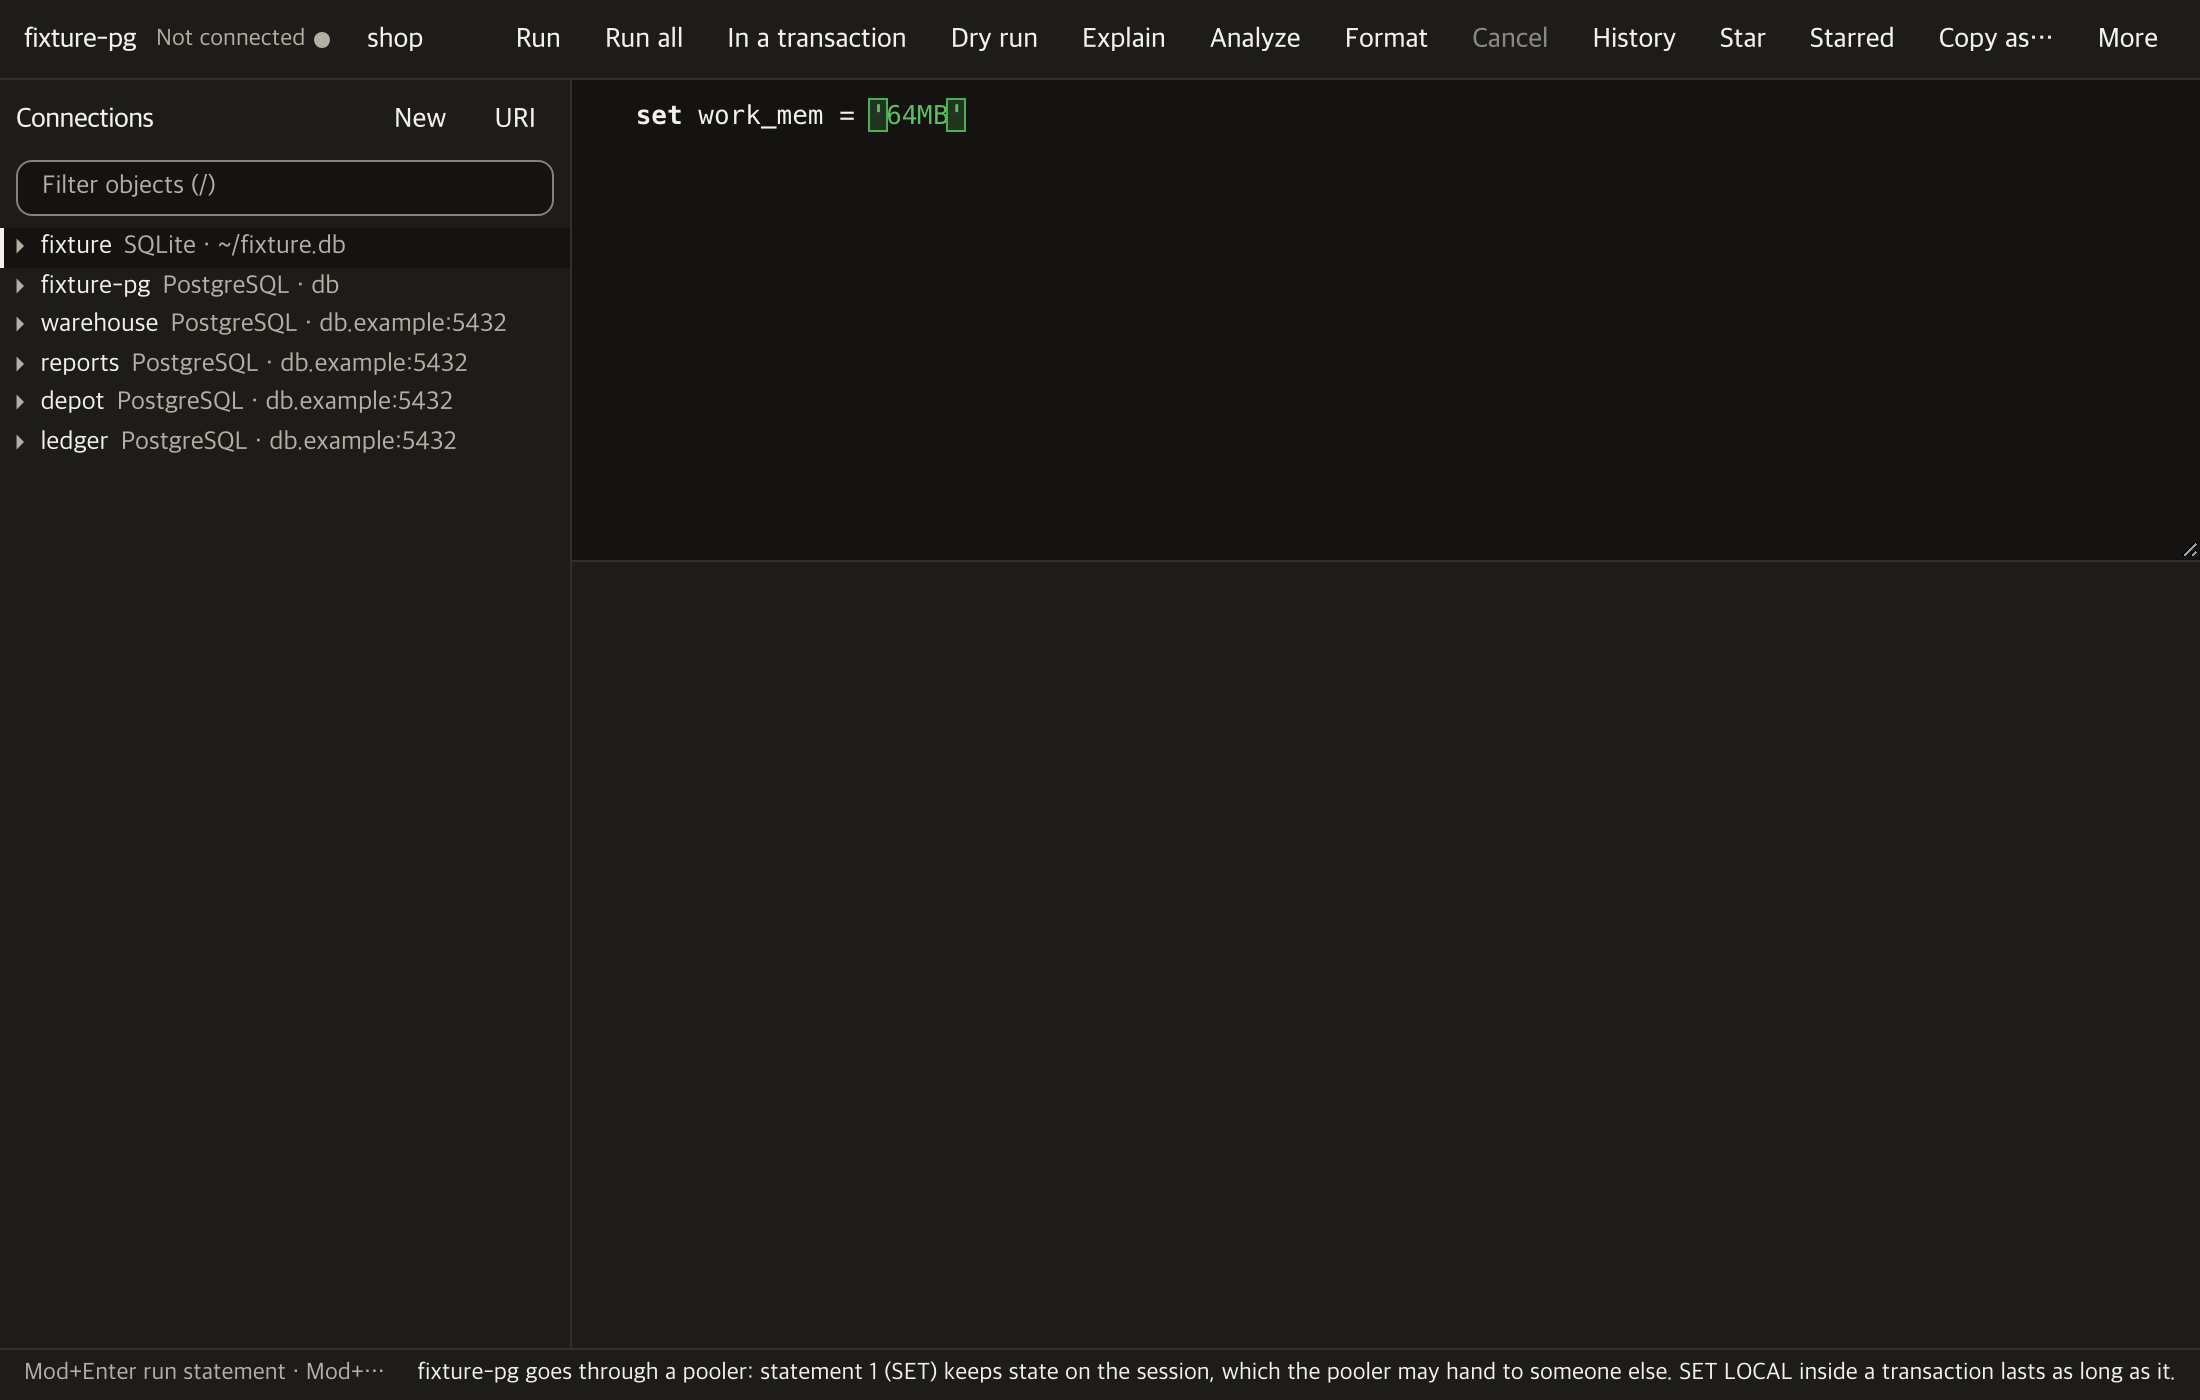 fixture-pg Not connected shop Run Run all In a transaction Dry run Explain Analyze Format Cancel History Star Starred Copy as… More
Connections New URI
Filter objects (/)
fixture SQLite · ~/fixture.db
fixture-pg PostgreSQL · db
warehouse PostgreSQL · db.example:5432
reports PostgreSQL · db.example:5432
depot PostgreSQL · db.example:5432
ledger PostgreSQL · db.example:5432
set work_mem = '64MB'
Mod+Enter run statement · Mod+… fixture-pg goes through a pooler: statement 1 (SET) keeps state on the session, which the pooler may hand to someone else. SET LOCAL inside a transaction lasts as long as it.